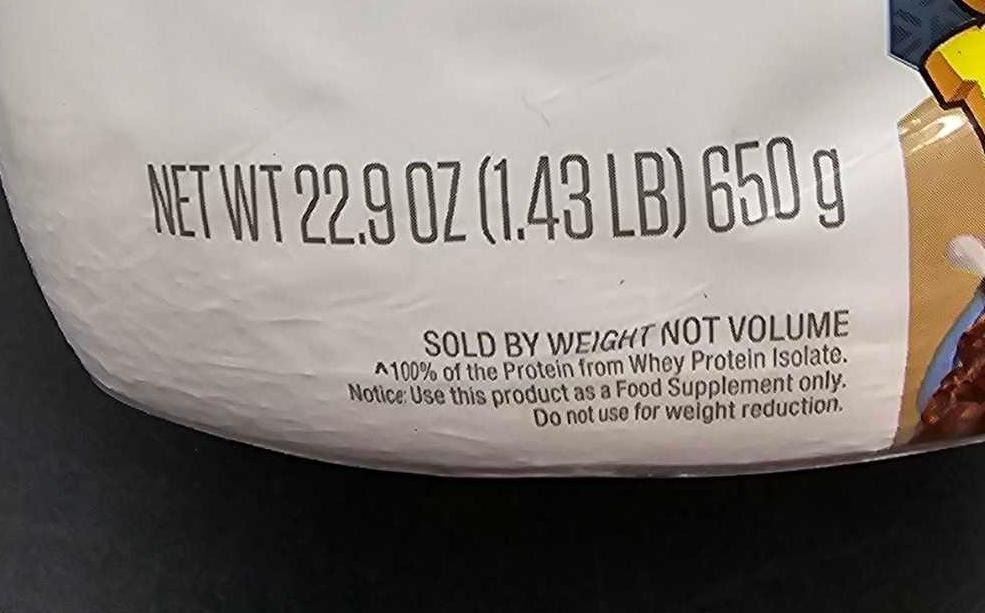 NET WT 22.9 OZ (1.43 LB) 650 g
SOLD BY WEIGHT NOT VOLUME
^100% of the Protein from Whey Protein Isolate.
Notice: Use this product as a Food Supplement only.
Do not use for weight reduction.